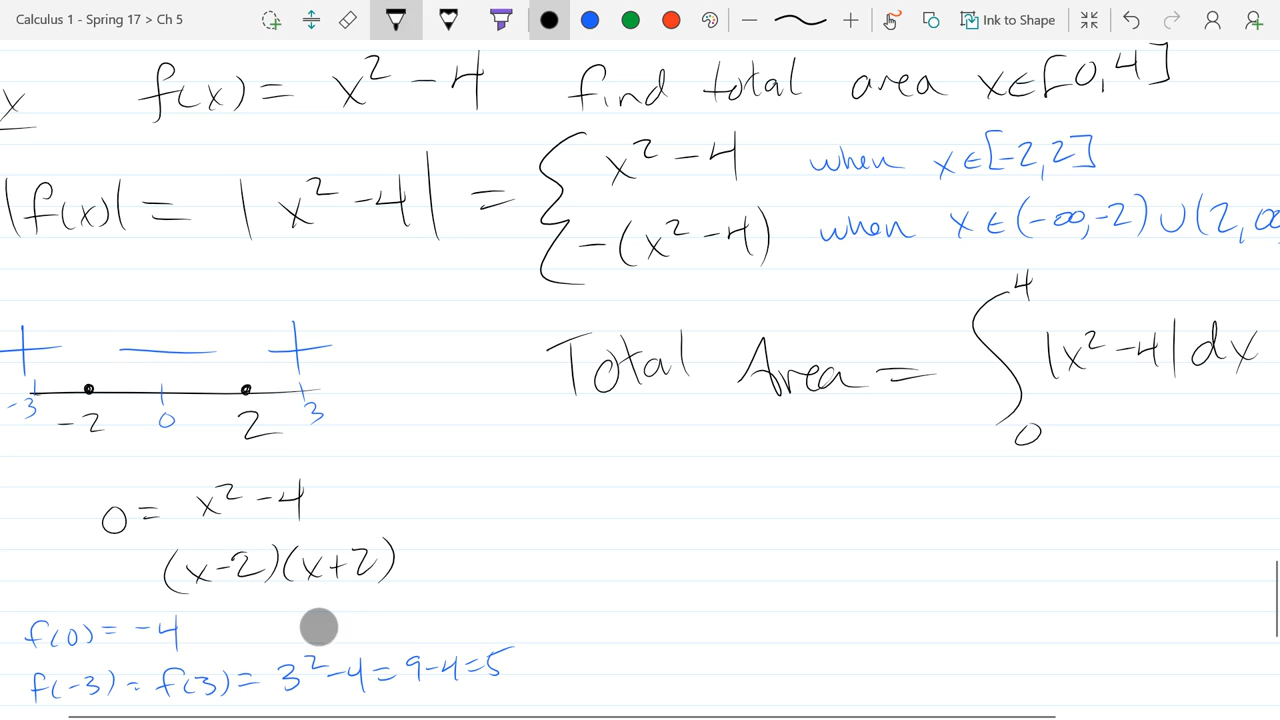 Calculus 1 - Spring 17 > Ch 5
Ink to Shape
x f(x) = x² - 4 find total area x∈[0,4]
|f(x)| = |x² - 4| = { x² - 4 when x∈[-2,2]
-(x² - 4) when x∈(-∞,-2)∪(2,∞
+ — +
-3 -2 0 2 3
Total Area = ∫₀⁴ |x² - 4| dx
0 = x² - 4
(x-2)(x+2)
f(0) = -4
f(-3) = f(3) = 3² - 4 = 9 - 4 = 5